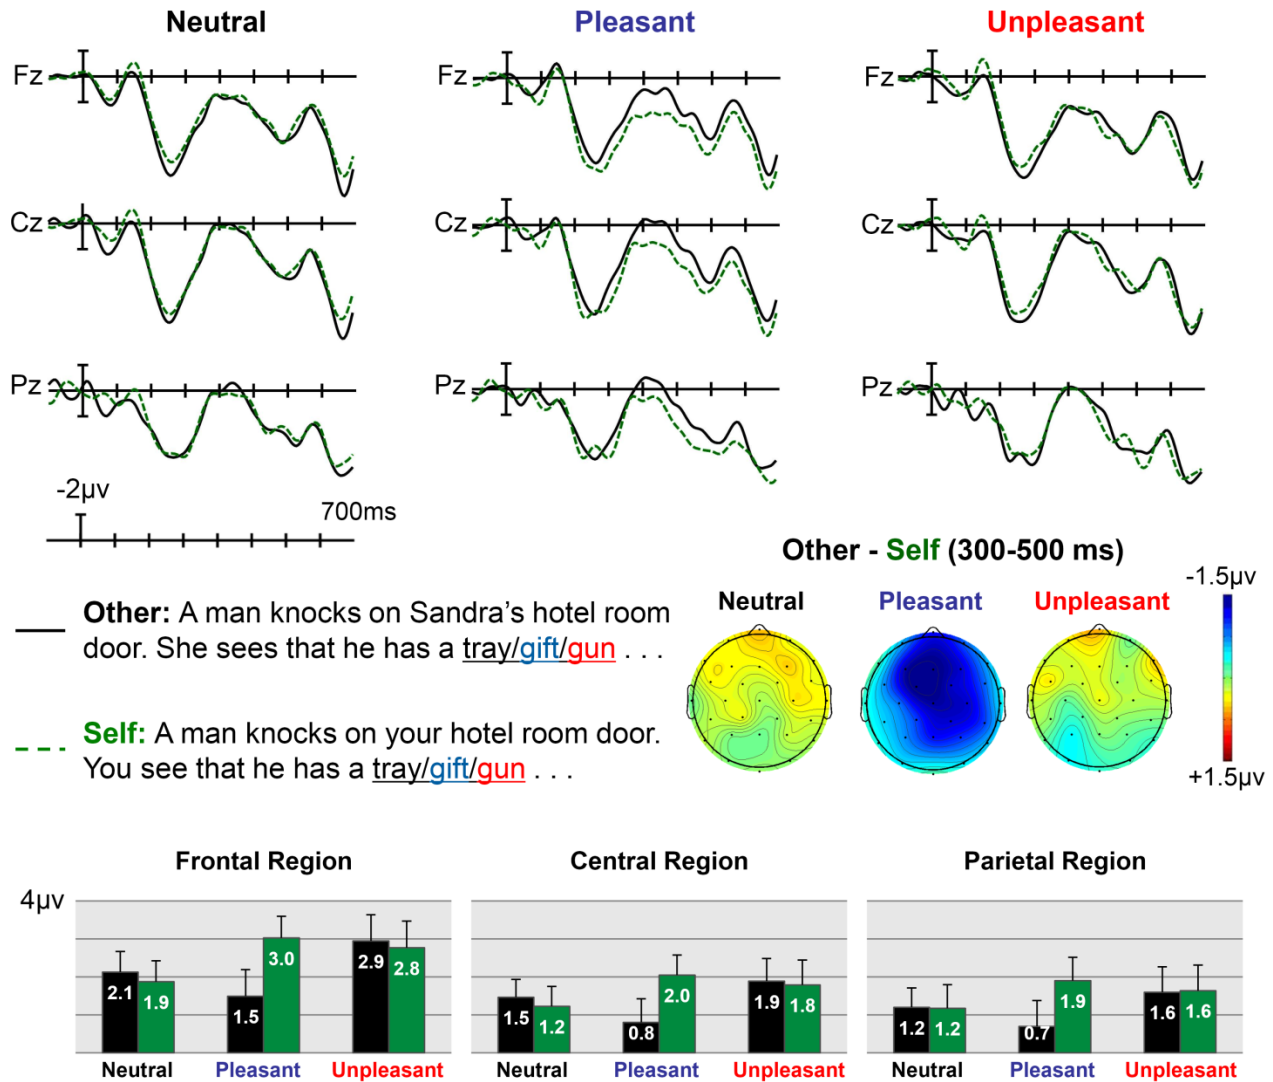 Neutral Pleasant Unpleasant
Fz Fz Fz
Cz Cz Cz
Pz Pz Pz
-2µv
700ms
Other - Self (300-500 ms)
-1.5µv
Neutral Pleasant Unpleasant
+1.5µv
Other: A man knocks on Sandra's hotel room
door. She sees that he has a tray/gift/gun . . .
Self: A man knocks on your hotel room door.
You see that he has a tray/gift/gun . . .
Frontal Region Central Region Parietal Region
4µv
2.1 1.9 1.5 3.0 2.9 2.8
1.5 1.2 0.8 2.0 1.9 1.8
1.2 1.2 0.7 1.9 1.6 1.6
Neutral Pleasant Unpleasant Neutral Pleasant Unpleasant Neutral Pleasant Unpleasant